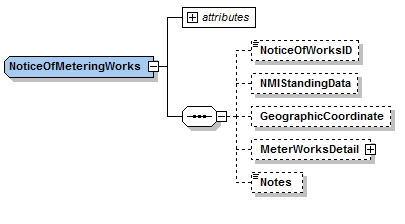 attributes
NoticeOfMeteringWorks
NoticeOfWorksID
NMIStandingData
GeographicCoordinate
MeterWorksDetail
Notes